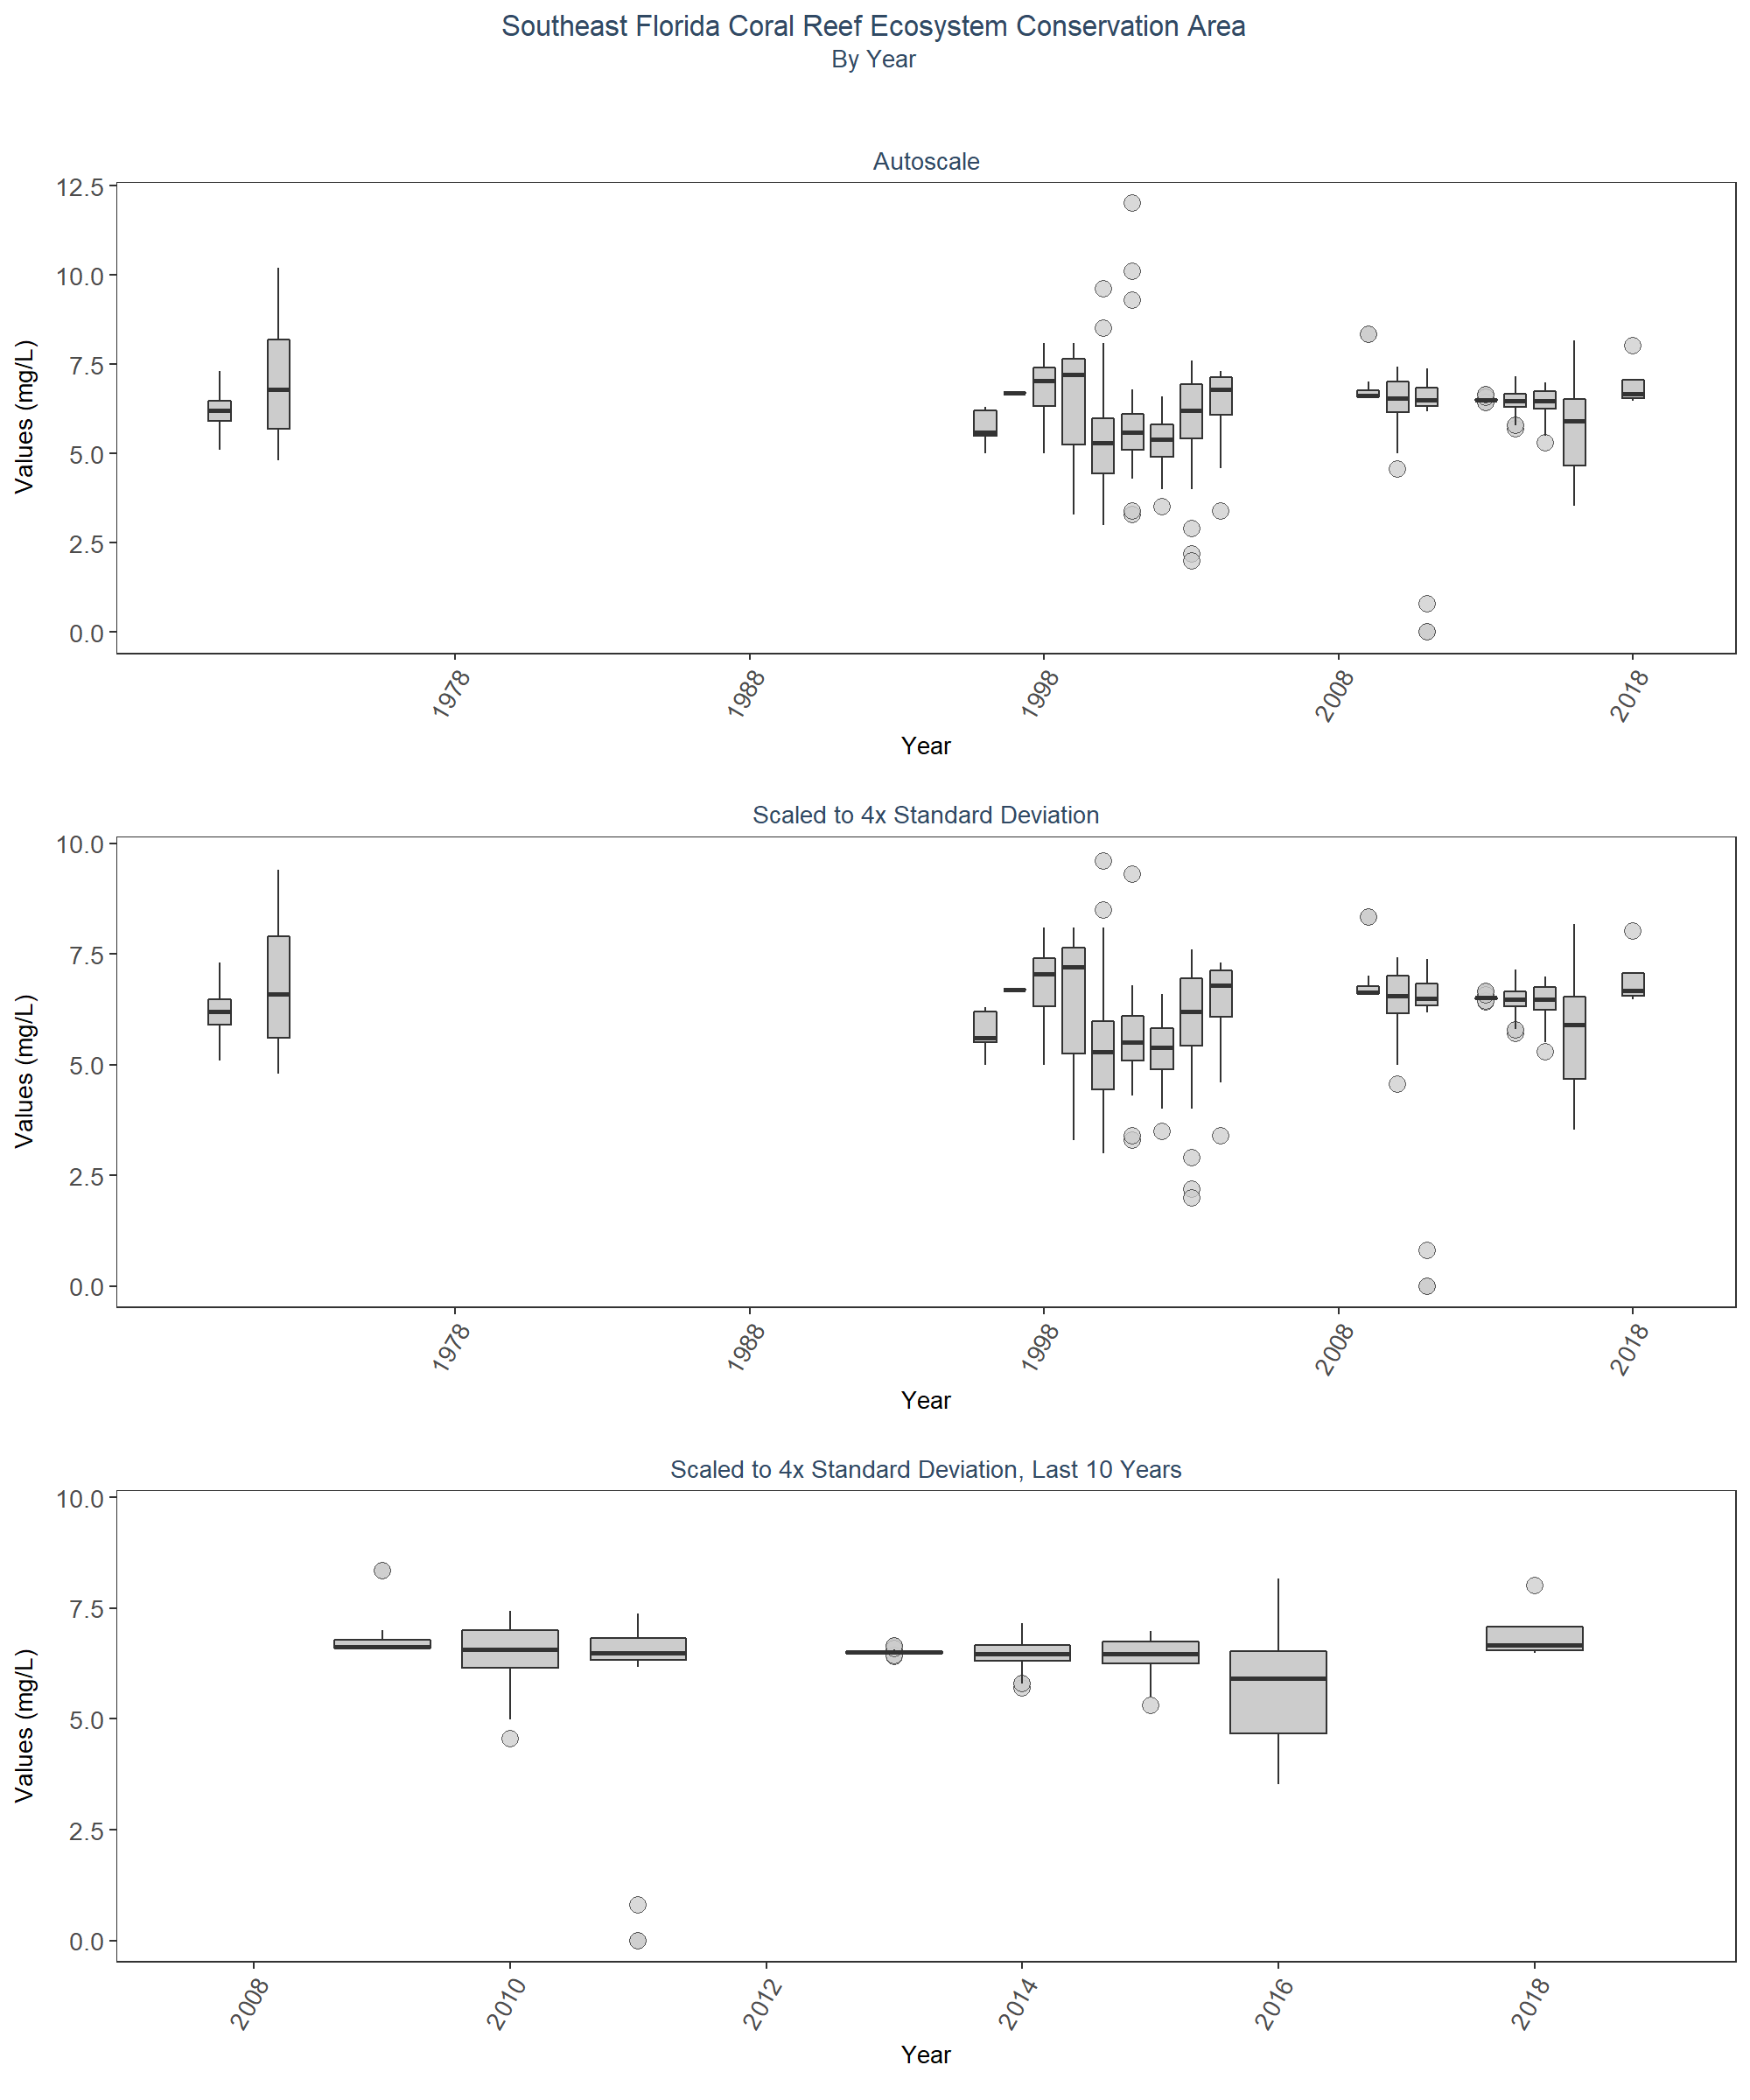 Southeast Florida Coral Reef Ecosystem Conservation Area
By Year
Autoscale
Values (mg/L)
12.5
10.0
7.5
5.0
2.5
0.0
1978
1988
1998
2008
2018
Year
Scaled to 4x Standard Deviation
Values (mg/L)
10.0
7.5
5.0
2.5
0.0
1978
1988
1998
2008
2018
Year
Scaled to 4x Standard Deviation, Last 10 Years
Values (mg/L)
10.0
7.5
5.0
2.5
0.0
2008
2010
2012
2014
2016
2018
Year